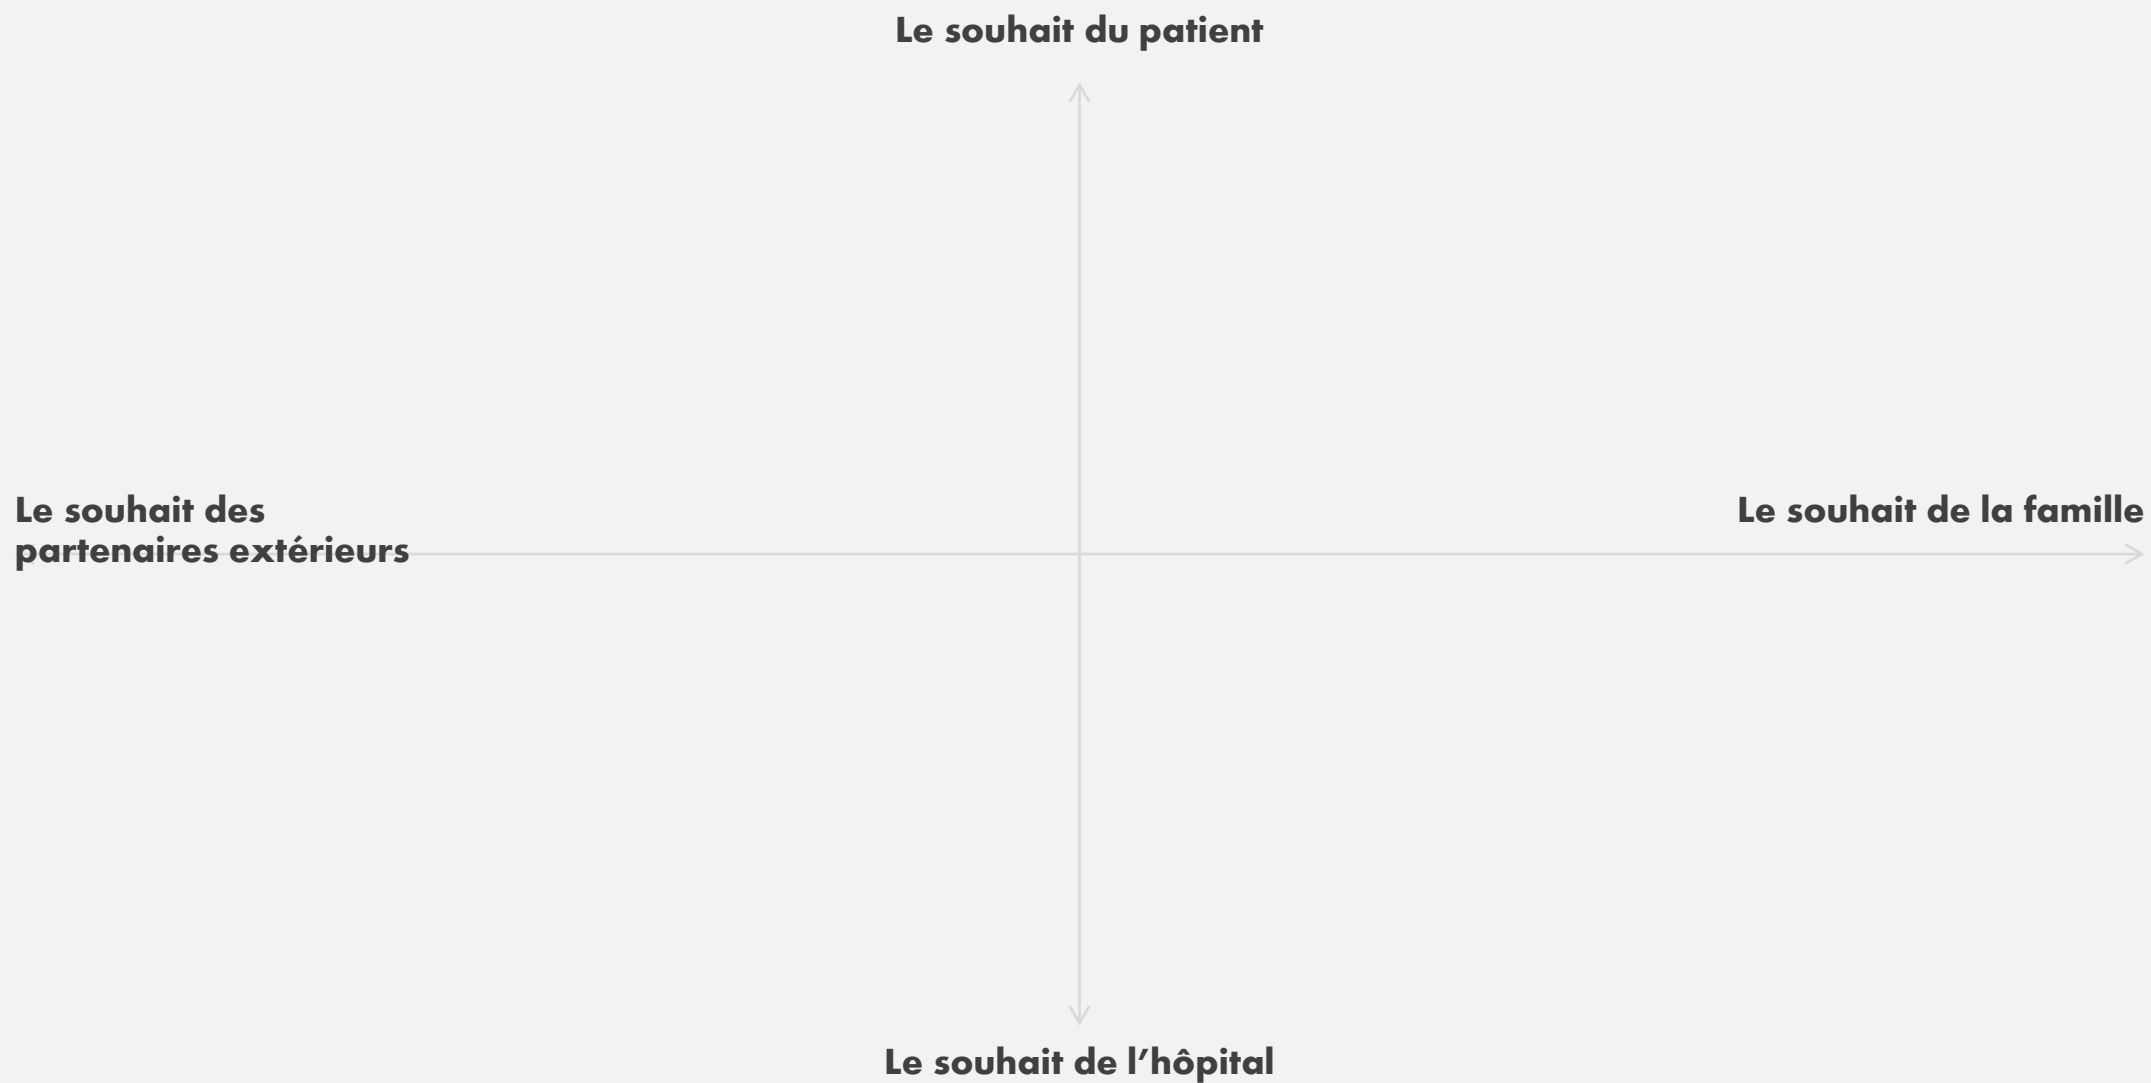 Le souhait du patient
Le souhait des
partenaires extérieurs
Le souhait de la famille
Le souhait de l’hôpital